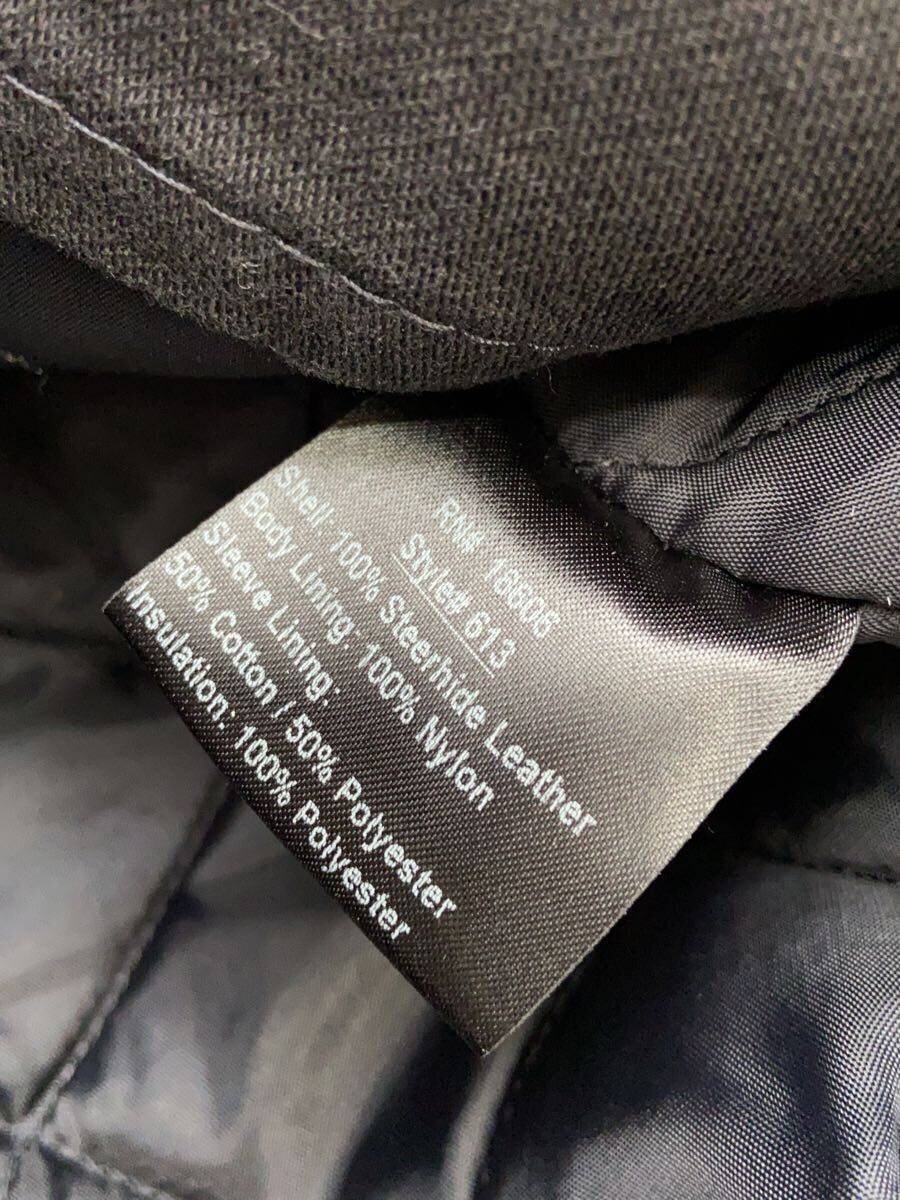 RN# 18606
Style# 613
Shell: 100% Steerhide Leather
Body Lining: 100% Nylon
Sleeve Lining:
50% Cotton / 50% Polyester
Insulation: 100% Polyester